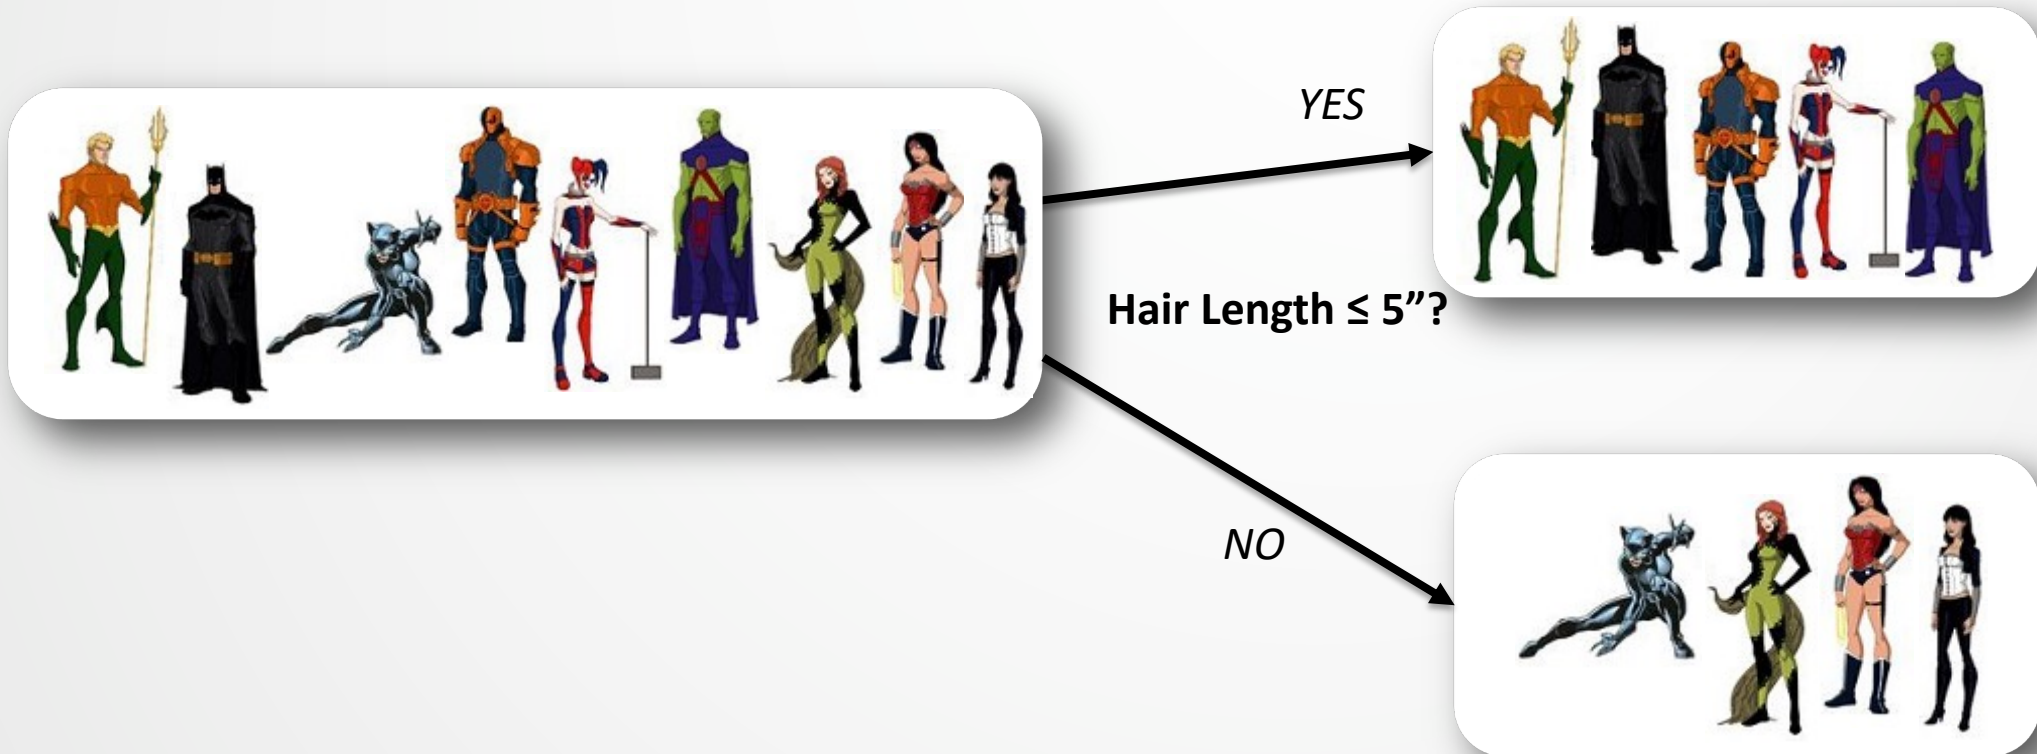 YES
Hair Length ≤ 5”?
NO